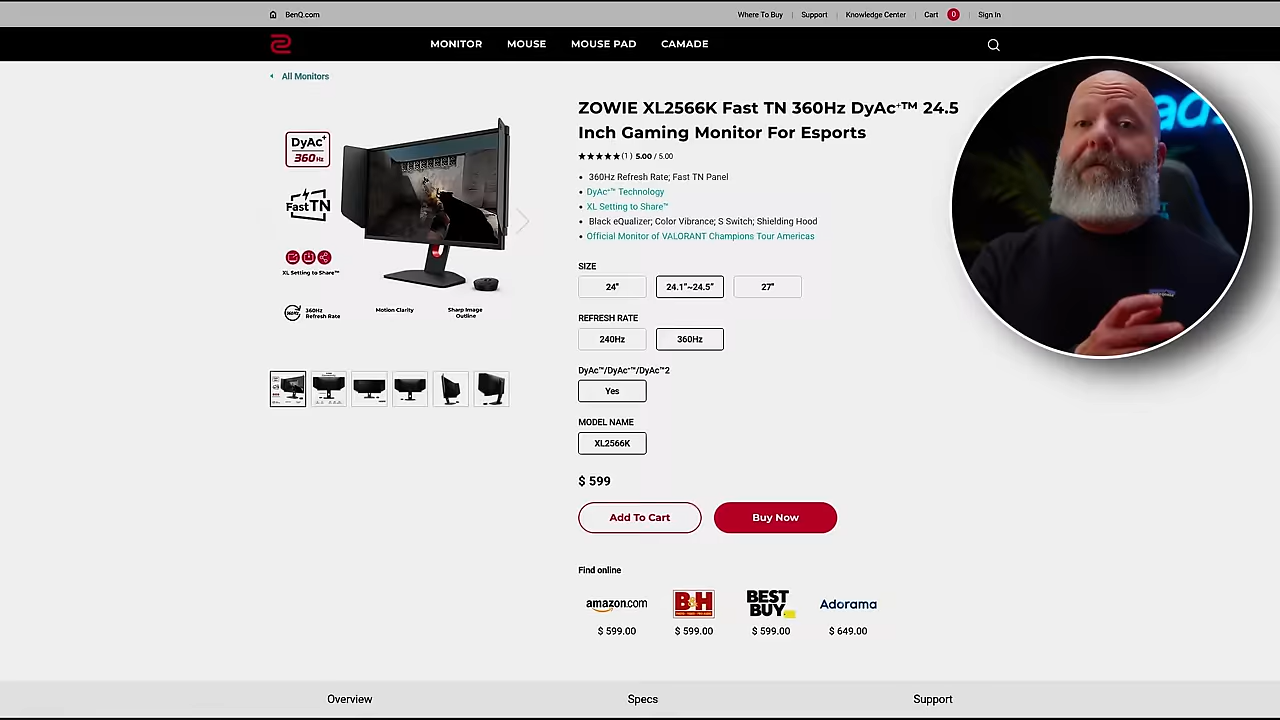 BenQ.com
Where To Buy
Support
Knowledge Center
Cart 0
Sign In
MONITOR
MOUSE
MOUSE PAD
CAMADE
All Monitors
DyAc+
360Hz
Fast TN
XL Setting to Share™
360Hz
Refresh Rate
Motion Clarity
Sharp Image
Outline
ZOWIE XL2566K Fast TN 360Hz DyAc⁺™ 24.5
Inch Gaming Monitor For Esports
★★★★★(1) 5.00 / 5.00
• 360Hz Refresh Rate; Fast TN Panel
• DyAc⁺™ Technology
• XL Setting to Share™
• Black eQualizer; Color Vibrance; S Switch; Shielding Hood
• Official Monitor of VALORANT Champions Tour Americas
SIZE
24"
24.1"~24.5"
27"
REFRESH RATE
240Hz
360Hz
DyAc™/DyAc⁺™/DyAc™2
Yes
MODEL NAME
XL2566K
$ 599
Add To Cart
Buy Now
Find online
amazon.com
B&H
BEST
BUY
Adorama
$ 599.00
$ 599.00
$ 599.00
$ 649.00
Overview
Specs
Support